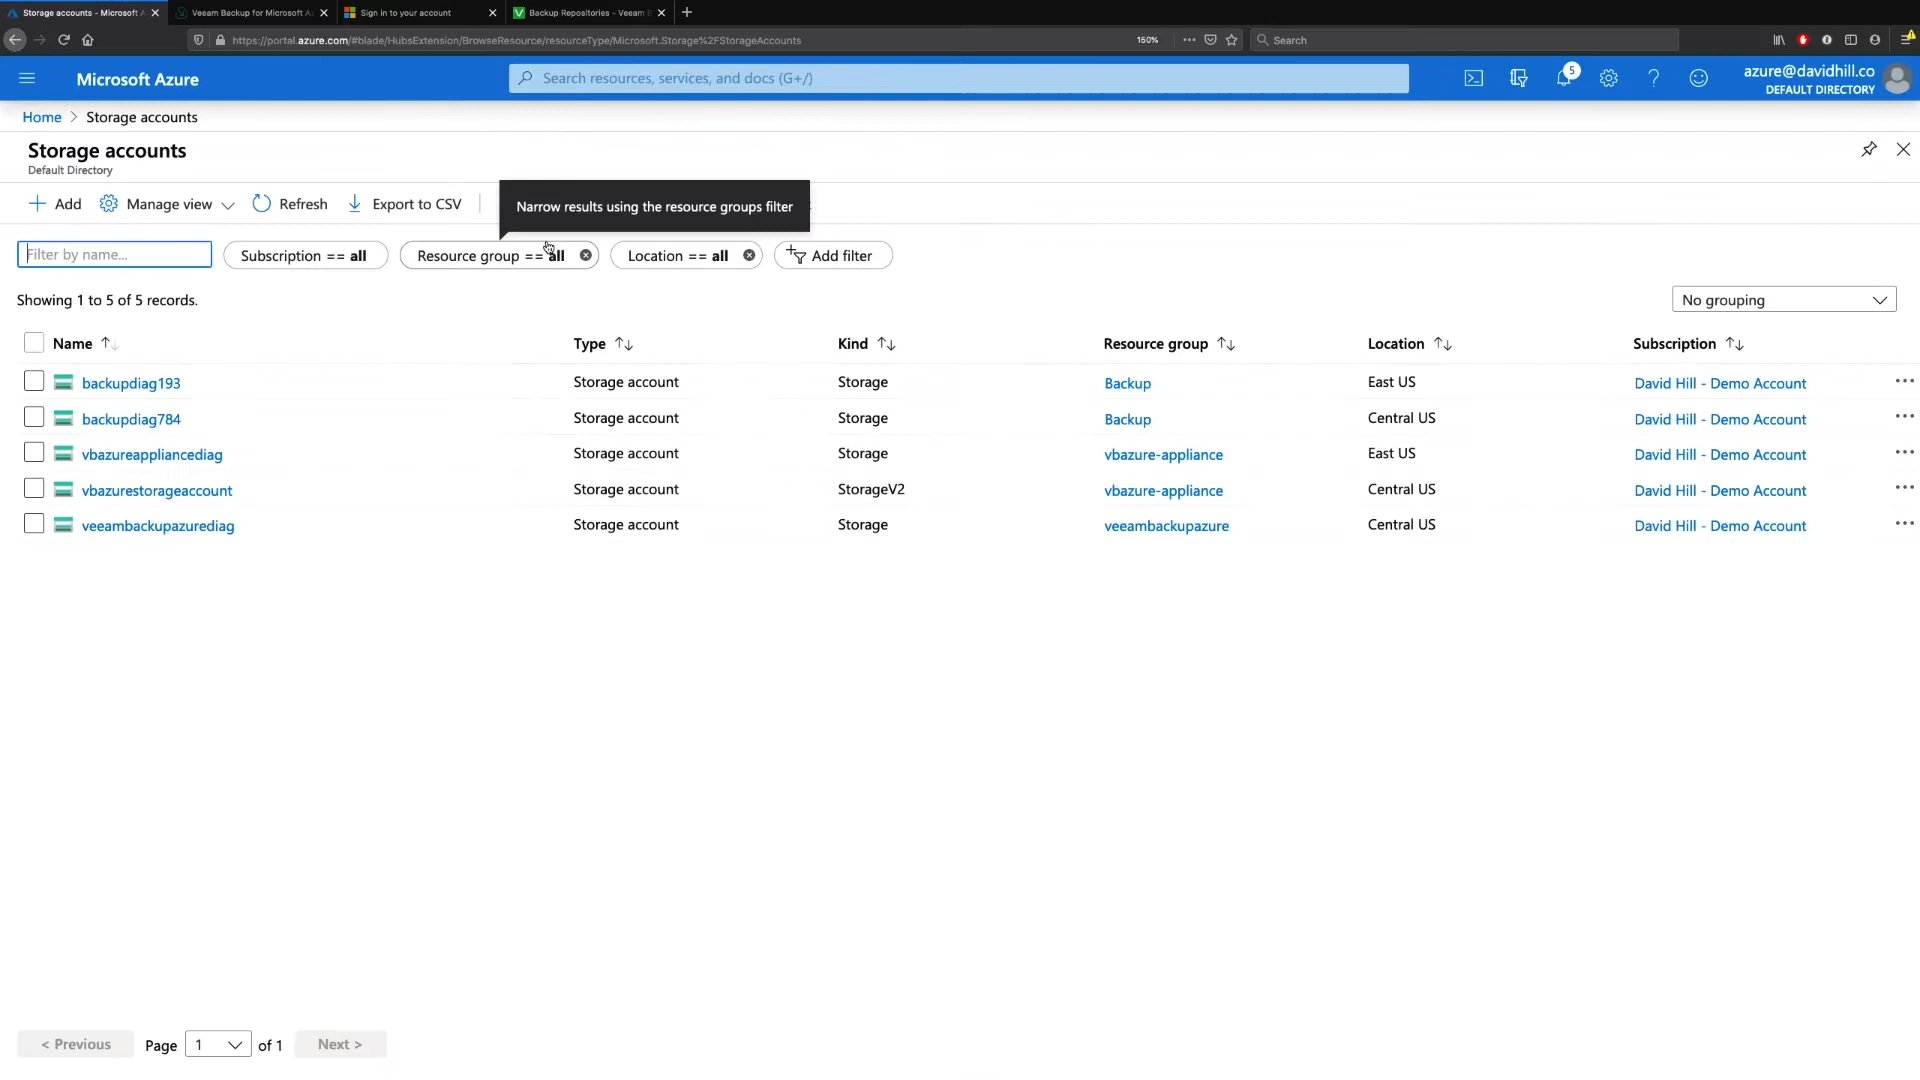 Storage accounts - Microsoft A
Veeam Backup for Microsoft Az
Sign in to your account
Backup Repositories - Veeam B
https://portal.azure.com/#blade/HubsExtension/BrowseResource/resourceType/Microsoft.Storage%2FStorageAccounts
150%
Search
Microsoft Azure
Search resources, services, and docs (G+/)
5
azure@davidhill.co
DEFAULT DIRECTORY
Home > Storage accounts
Storage accounts
Default Directory
Add
Manage view
Refresh
Export to CSV
Narrow results using the resource groups filter
Filter by name...
Subscription == all
Resource group == all
Location == all
Add filter
Showing 1 to 5 of 5 records.
No grouping
Name Type Kind Resource group Location Subscription
backupdiag193 Storage account Storage Backup East US David Hill - Demo Account
backupdiag784 Storage account Storage Backup Central US David Hill - Demo Account
vbazureappliancediag Storage account Storage vbazure-appliance East US David Hill - Demo Account
vbazurestorageaccount Storage account StorageV2 vbazure-appliance Central US David Hill - Demo Account
veeambackupazurediag Storage account Storage veeambackupazure Central US David Hill - Demo Account
< Previous Page 1 of 1 Next >